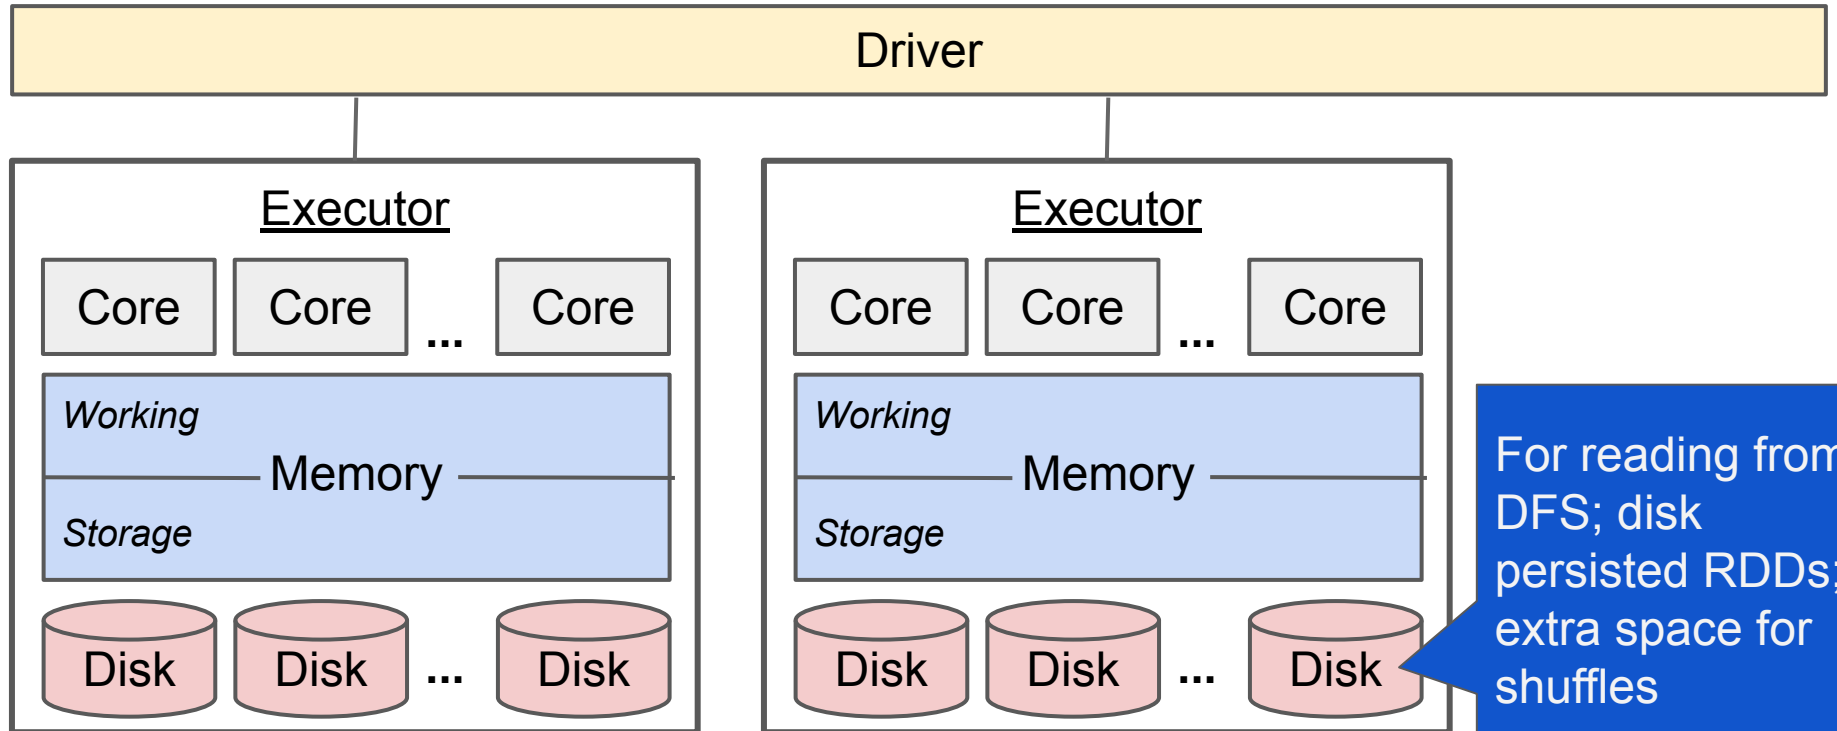 Driver
Executor
Core Core ... Core
Working
Memory
Storage
Disk Disk ... Disk
Executor
Core Core ... Core
Working
Memory
Storage
Disk Disk ... Disk
For reading from
DFS; disk
persisted RDDs;
extra space for
shuffles